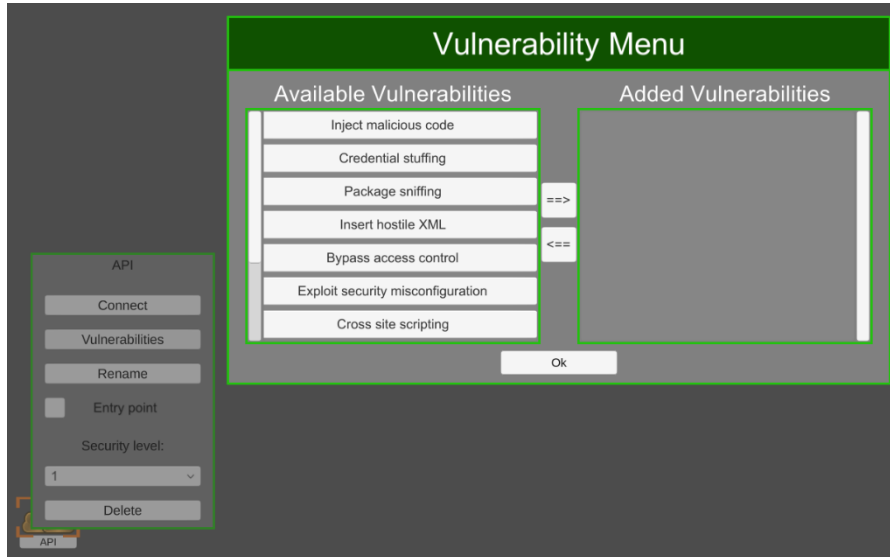 Vulnerability Menu
Available Vulnerabilities
Added Vulnerabilities
Inject malicious code
Credential stuffing
Package sniffing
==>
Insert hostile XML
<==
Bypass access control
Exploit security misconfiguration
Cross site scripting
Ok
API
Connect
Vulnerabilities
Rename
Entry point
Security level:
1
Delete
API